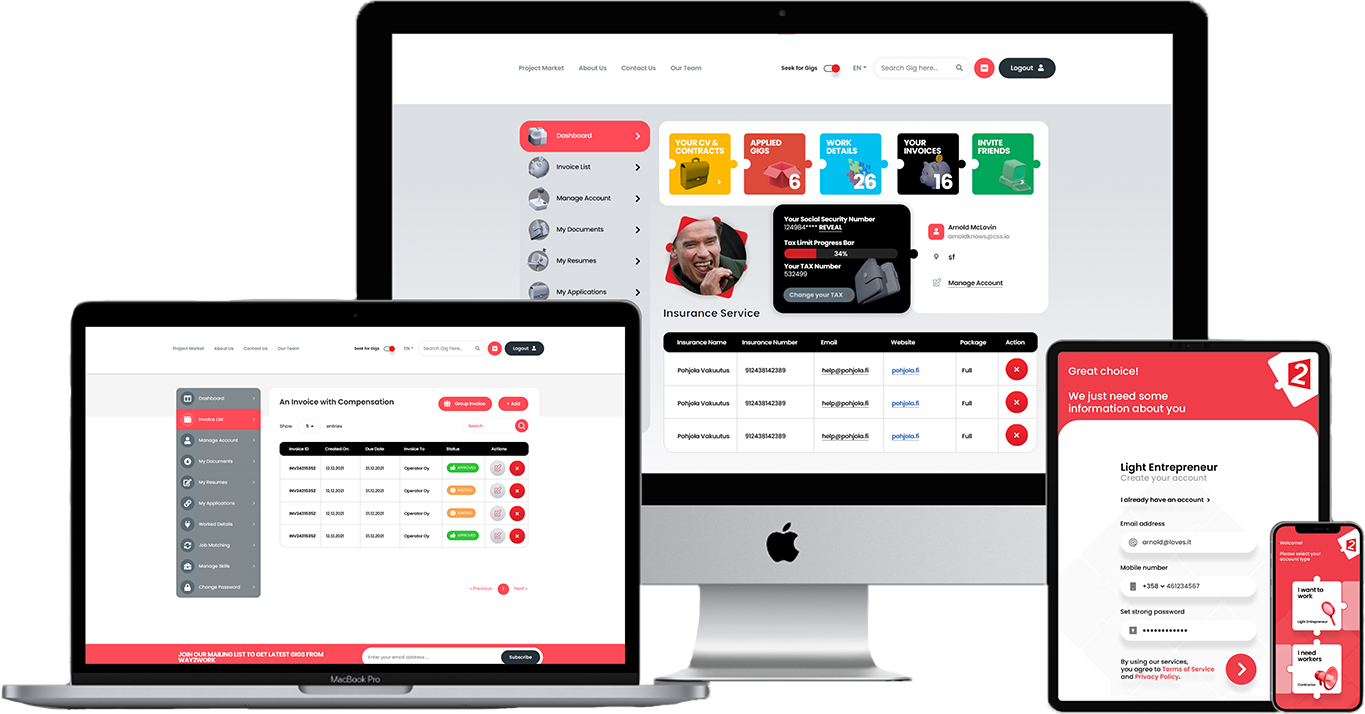 Project Market About Us Contact Us Our Team Seek for Gigs EN Search Gig here... Logout
Dashboard
Invoice List
Manage Account
My Documents
My Resumes
My Applications
YOUR CV &
CONTRACTS
APPLIED
GIGS
6
WORK
DETAILS
26
YOUR
INVOICES
16
INVITE
FRIENDS
Your Social Security Number
124984**** REVEAL
Tax Limit Progress Bar
34%
Your TAX Number
532499
Change your TAX
Arnold McLovin
arnoldknows@css.io
sf
Manage Account
Insurance Service
Insurance Name Insurance Number Email Website Package Action
Pohjola Vakuutus 912438142389 help@pohjola.fi pohjola.fi Full
Pohjola Vakuutus 912438142389 help@pohjola.fi pohjola.fi Full
Pohjola Vakuutus 912438142389 help@pohjola.fi pohjola.fi Full
Project Market About Us Contact Us Our Team Seek for Gigs EN Search Gig here... Logout
Dashboard
Invoice List
Manage Account
My Documents
My Resumes
My Applications
Worked Details
Job Matching
Manage Skills
Change Password
An Invoice with Compensation
Group Invoice + Add
Show 5 entries Search
Invoice ID Created On Due Date Invoice To Status Actions
INV24315352 12.12.2021 31.12.2021 Operator Oy APPROVED
INV24315352 12.12.2021 31.12.2021 Operator Oy
INV24315352 12.12.2021 31.12.2021 Operator Oy
INV24315352 12.12.2021 31.12.2021 Operator Oy APPROVED
« Previous 1 Next »
JOIN OUR MAILING LIST TO GET LATEST GIGS FROM
WAY2WORK
Enter your email address... Subscribe
MacBook Pro
Great choice!
We just need some
information about you
2
Light Entrepreneur
Create your account
I already have an account >
Email address
arnold@loves.it
Mobile number
+358 461234567
Set strong password
••••••••••••
By using our services,
you agree to Terms of Service
and Privacy Policy.
Welcome!
Please select your
account type
2
I want to
work
Light Entrepreneur
I need
workers
Contractor